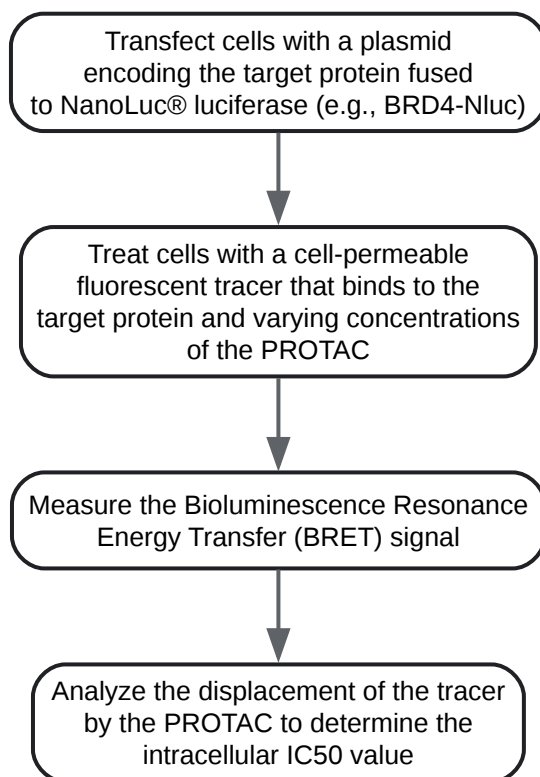 Transfect cells with a plasmid
encoding the target protein fused
to NanoLuc® luciferase (e.g., BRD4-Nluc)
Treat cells with a cell-permeable
fluorescent tracer that binds to the
target protein and varying concentrations
of the PROTAC
Measure the Bioluminescence Resonance
Energy Transfer (BRET) signal
Analyze the displacement of the tracer
by the PROTAC to determine the
intracellular IC50 value